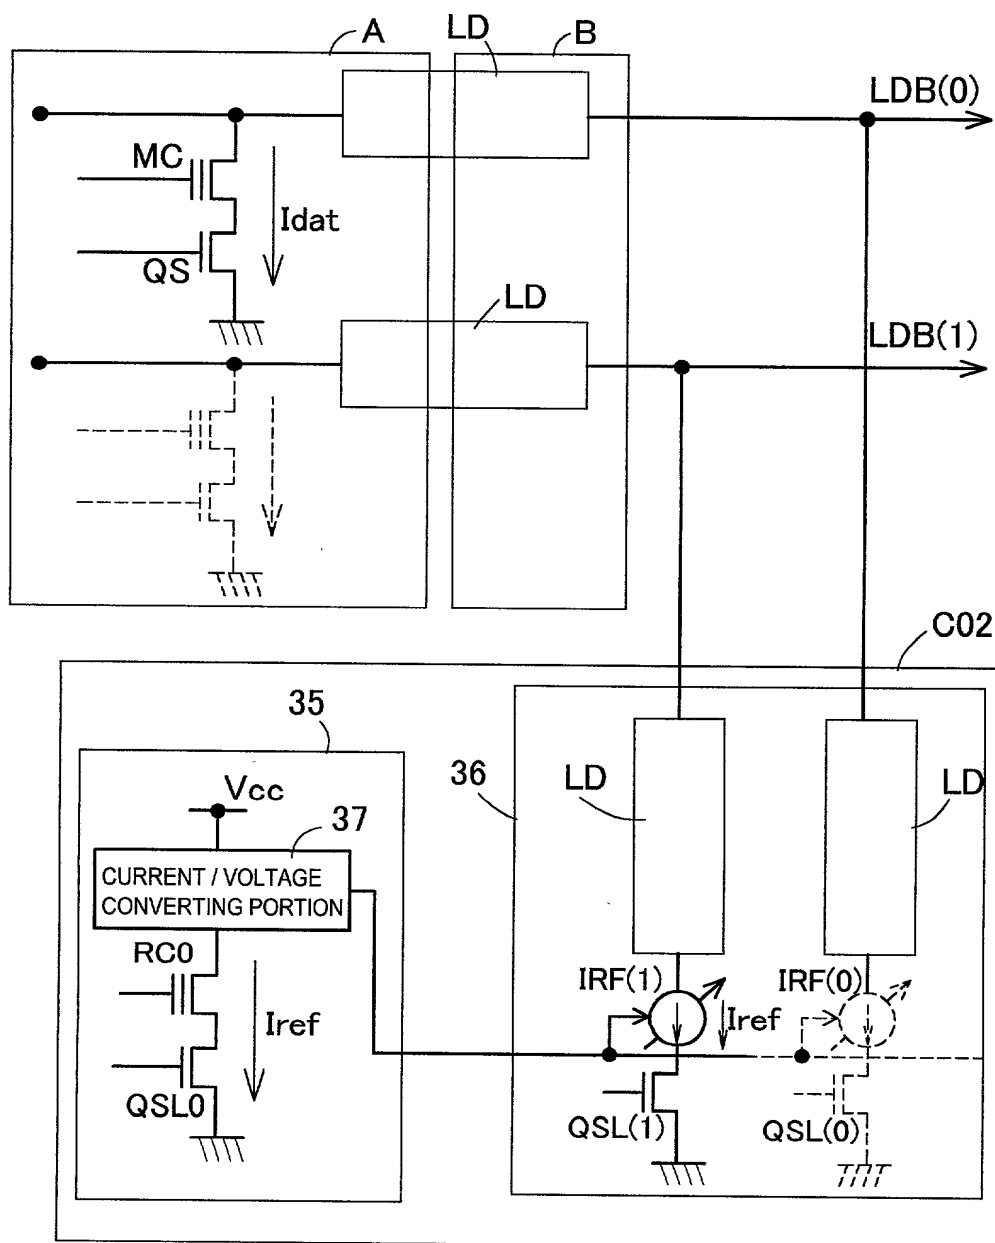 A
LD
B
LDB(0)
MC
Idat
QS
LD
LDB(1)
C02
35
36
LD
LD
Vcc
37
CURRENT / VOLTAGE
CONVERTING PORTION
RC0
IRF(1)
IRF(0)
Iref
Iref
QSL0
QSL(1)
QSL(0)